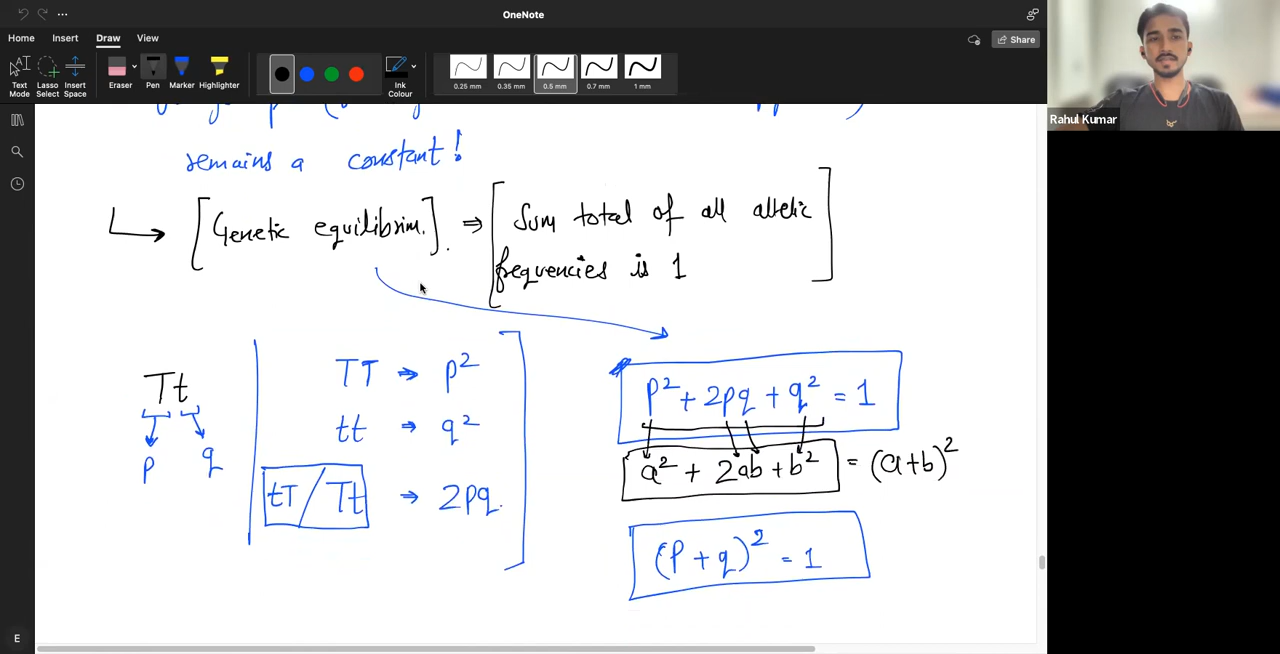 OneNote
Home Insert Draw View
Share
Text Mode
Lasso Select
Insert Space
Eraser
Pen
Marker
Highlighter
Ink Colour
0.25 mm
0.35 mm
0.5 mm
0.7 mm
1 mm
Rahul Kumar
remains a constant!
[Genetic equilibrim.]. ⇒ [Sum total of all allelic
frequencies is 1]
Tt
p q
TT → p²
tt → q²
tT / Tt → 2pq.
p² + 2pq + q² = 1
a² + 2ab + b² = (a+b)²
(p + q)² = 1
E